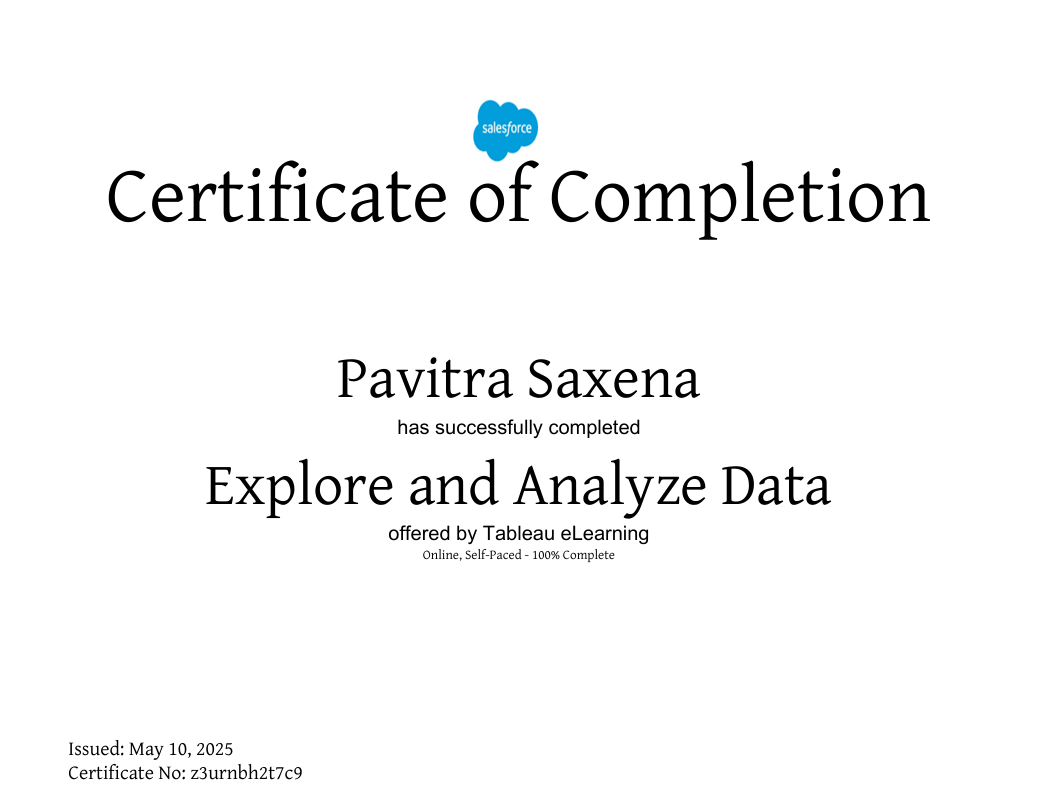 salesforce
Certificate of Completion
Pavitra Saxena
has successfully completed
Explore and Analyze Data
offered by Tableau eLearning
Online, Self-Paced - 100% Complete
Issued: May 10, 2025
Certificate No: z3urnbh2t7c9